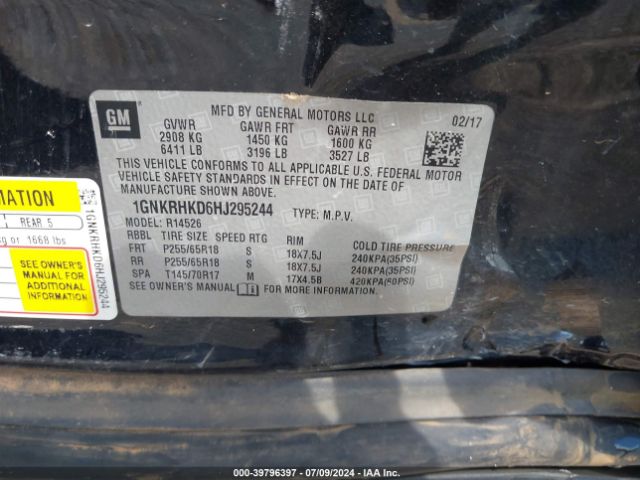 GM
MFD BY GENERAL MOTORS LLC
02/17
GVWR GAWR FRT GAWR RR
2908 KG 1450 KG 1600 KG
6411 LB 3196 LB 3527 LB
THIS VEHICLE CONFORMS TO ALL APPLICABLE U.S. FEDERAL MOTOR
VEHICLE SAFETY STANDARDS IN EFFECT ON THE DATE OF
MANUFACTURE SHOWN ABOVE.
1GNKRHKD6HJ295244 TYPE: M.P.V.
MODEL: R14526
RBBL TIRE SIZE SPEED RTG RIM COLD TIRE PRESSURE
FRT P255/65R18 S 18X7.5J 240KPA(35PSI)
RR P255/65R18 S 18X7.5J 240KPA(35PSI)
SPA T145/70R17 M 17X4.5B 420KPA(60PSI)
SEE OWNER'S MANUAL FOR MORE INFORMATION.
RMATION
REAR 5
or 1668 lbs
SEE OWNER'S
MANUAL FOR
ADDITIONAL
INFORMATION
1GNKRHKD6HJ295244
000-39796397 - 07/09/2024 - Copyright IAA, Inc.